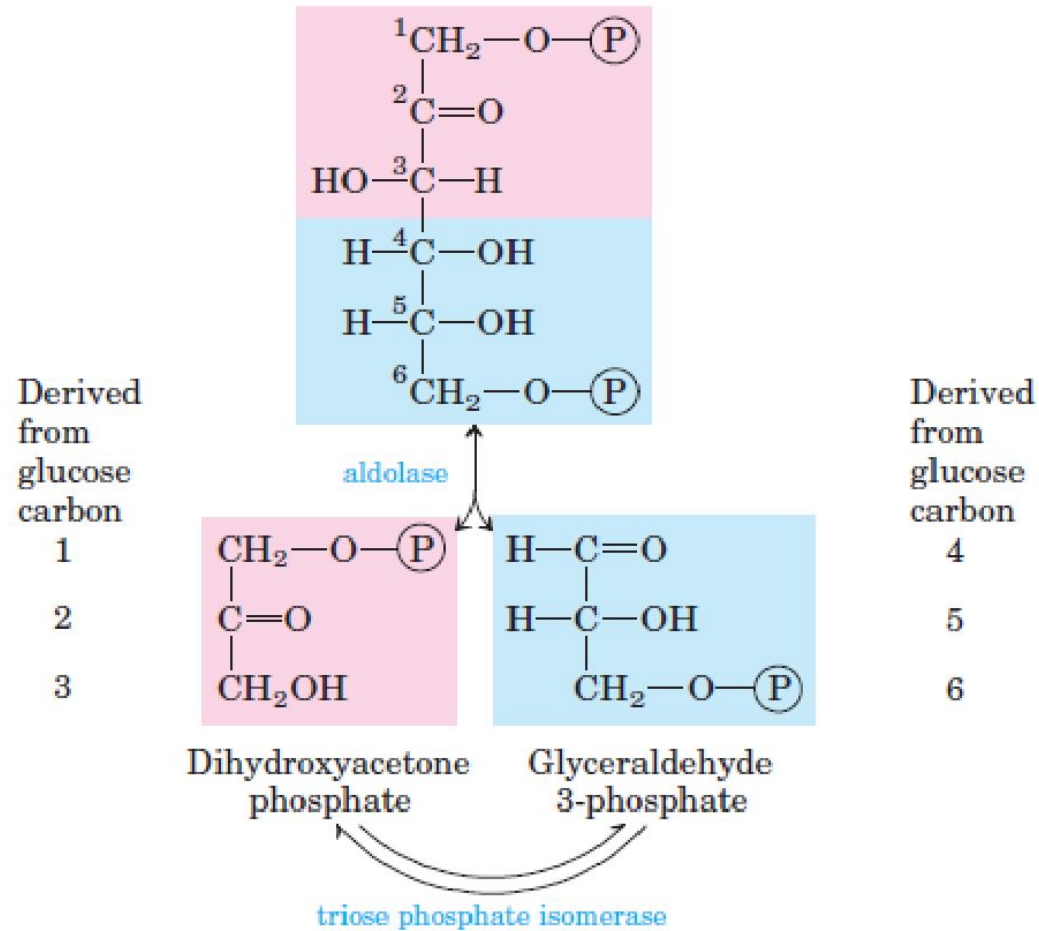 1CH2—O—P
2C=O
HO—3C—H
H—4C—OH
H—5C—OH
6CH2—O—P
Derived
from
glucose
carbon
1
2
3
aldolase
Derived
from
glucose
carbon
4
5
6
CH2—O—P
C=O
CH2OH
H—C=O
H—C—OH
CH2—O—P
Dihydroxyacetone
phosphate
Glyceraldehyde
3-phosphate
triose phosphate isomerase